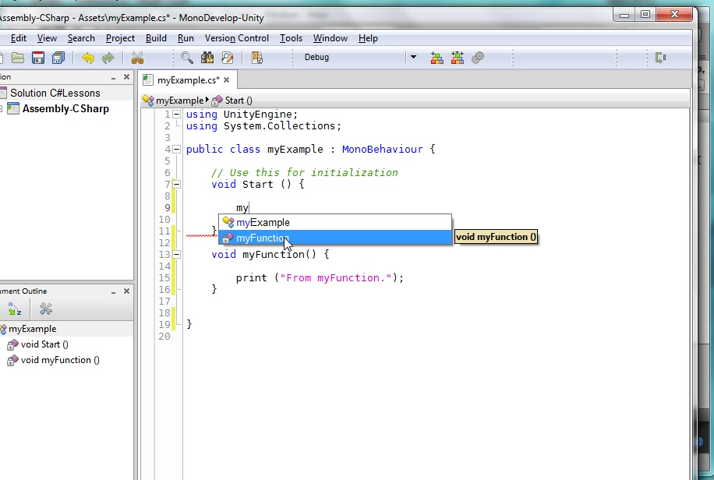 Assembly-CSharp - Assets\myExample.cs* - MonoDevelop-Unity
Edit View Search Project Build Run Version Control Tools Window Help
Debug
myExample.cs*
Solution C#Lessons
myExample Start ()
Assembly-CSharp
1 using UnityEngine;
2 using System.Collections;
3
4 public class myExample : MonoBehaviour {
5
6 // Use this for initialization
7 void Start () {
8
9 my
10
myExample
11 }
myFunction
void myFunction ()
12
13 void myFunction() {
14
15 print ("From myFunction.");
16 }
17
18
19 }
20
Document Outline
myExample
void Start ()
void myFunction ()